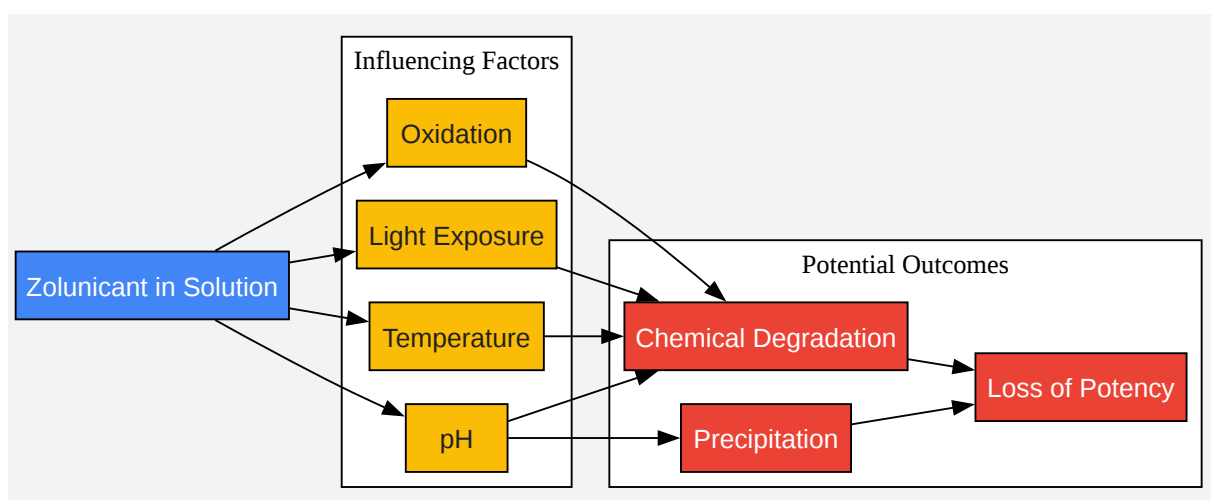 Influencing Factors
Oxidation
Light Exposure
Zolunicant in Solution
Temperature
pH
Potential Outcomes
Chemical Degradation
Precipitation
Loss of Potency